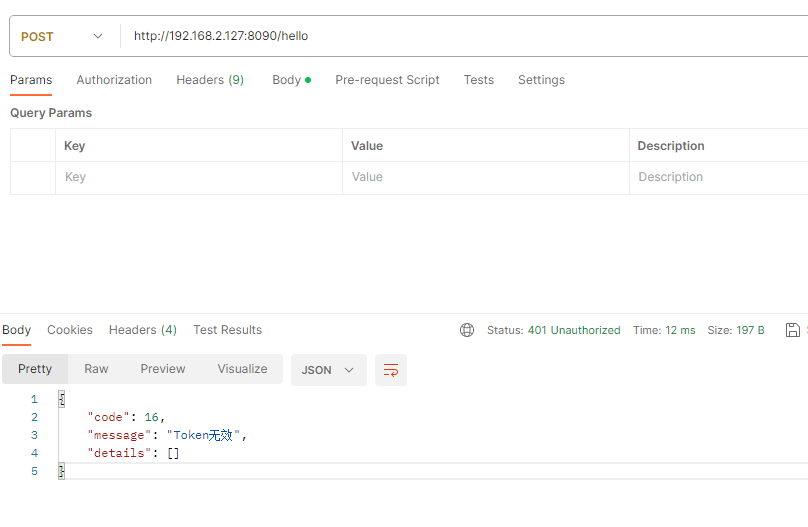 POST http://192.168.2.127:8090/hello
Params Authorization Headers (9) Body Pre-request Script Tests Settings
Query Params
Key Value Description
Key Value Description
Body Cookies Headers (4) Test Results Status: 401 Unauthorized Time: 12 ms Size: 197 B
Pretty Raw Preview Visualize JSON
1 {
2 "code": 16,
3 "message": "Token无效",
4 "details": []
5 }